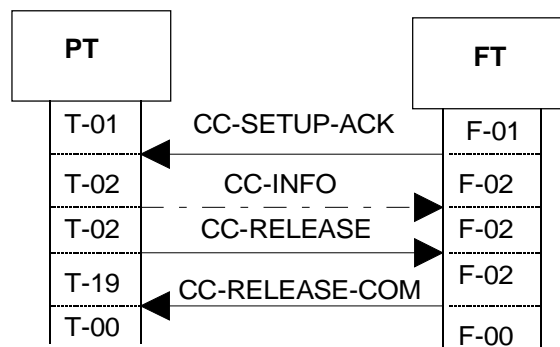 PT
FT
T-01 CC-SETUP-ACK F-01
T-02 CC-INFO F-02
T-02 CC-RELEASE F-02
T-19 CC-RELEASE-COM F-02
T-00 F-00